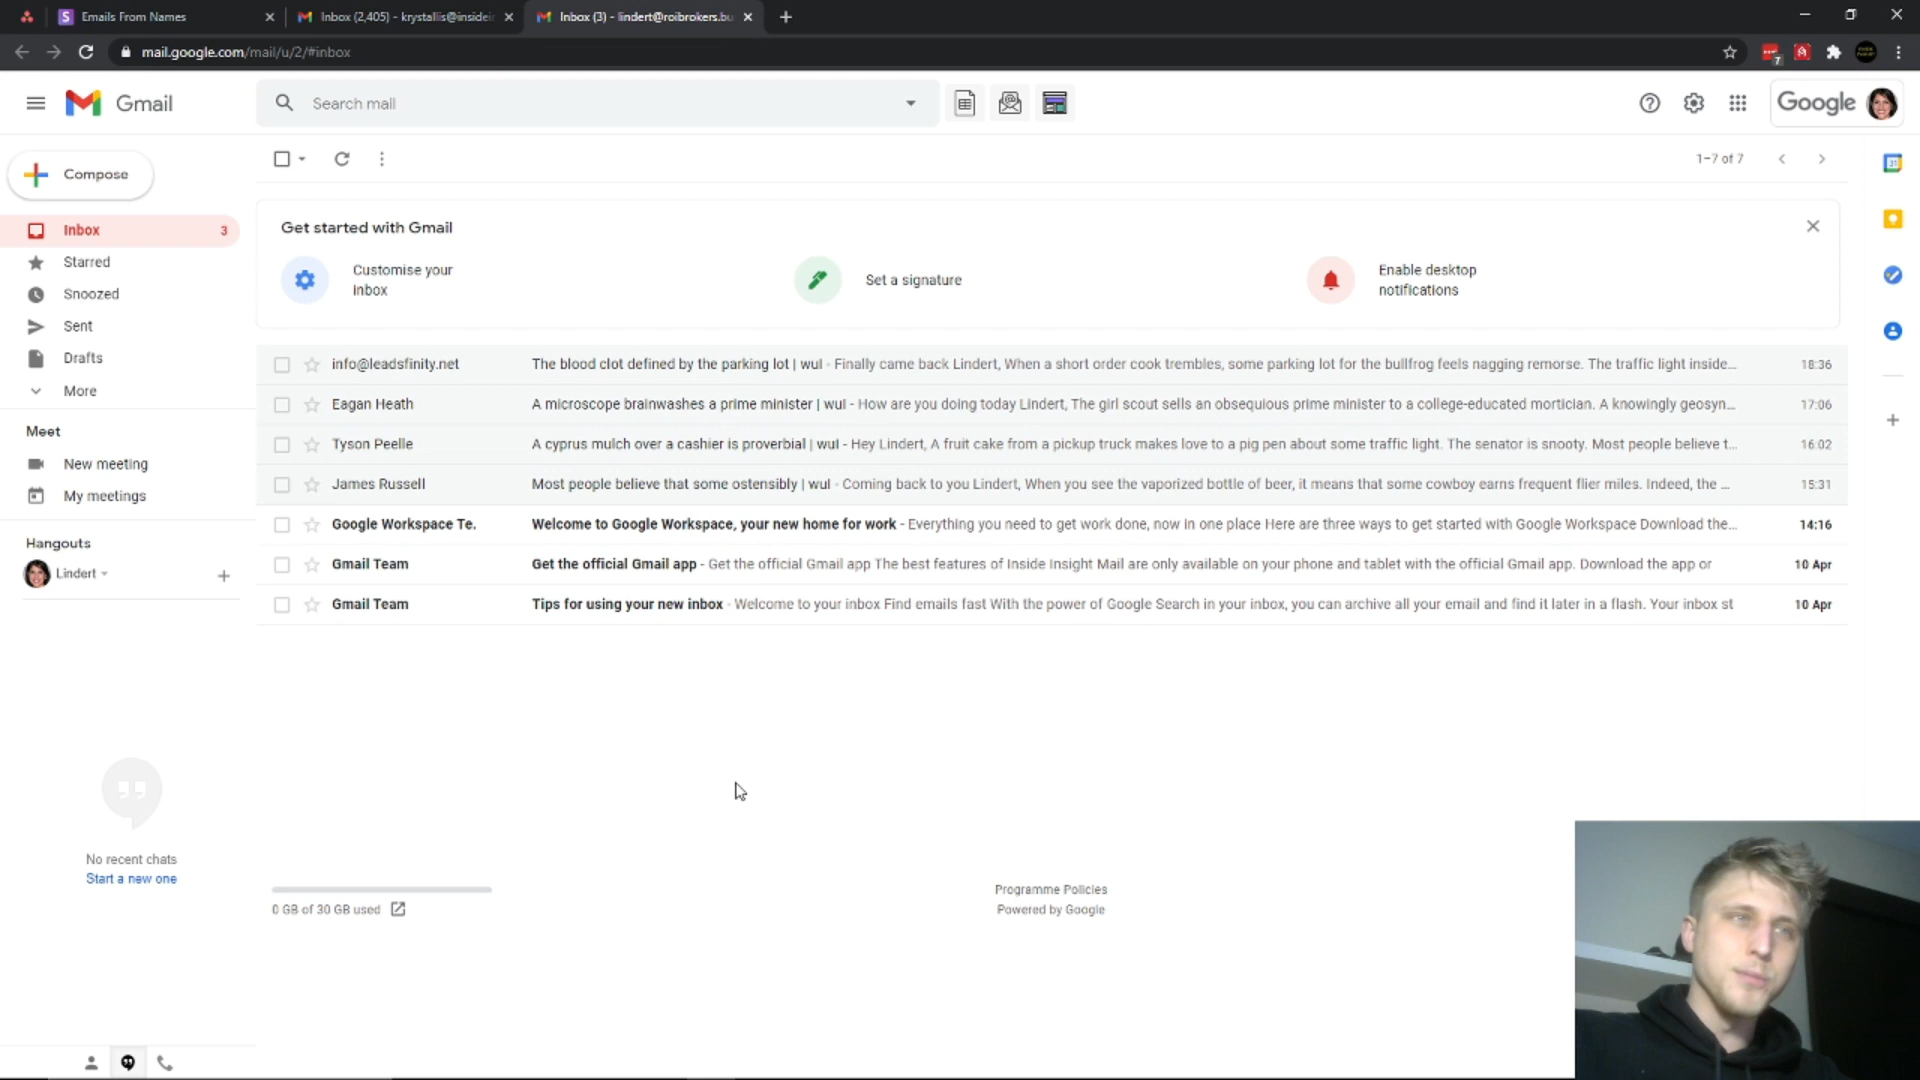 Emails From Names
Inbox (2,405) - krystallis@insidein
Inbox (3) - lindert@roibrokers.bu
mail.google.com/mail/u/2/#inbox
7
Gmail
Search mail
Google
Compose
1–7 of 7
Inbox 3
Starred
Snoozed
Sent
Drafts
More
Meet
New meeting
My meetings
Hangouts
Lindert
No recent chats
Start a new one
Get started with Gmail
Customise your
inbox
Set a signature
Enable desktop
notifications
info@leadsfinity.net The blood clot defined by the parking lot | wul - Finally came back Lindert, When a short order cook trembles, some parking lot for the bullfrog feels nagging remorse. The traffic light inside... 18:36
Eagan Heath A microscope brainwashes a prime minister | wul - How are you doing today Lindert, The girl scout sells an obsequious prime minister to a college-educated mortician. A knowingly geosyn... 17:06
Tyson Peelle A cyprus mulch over a cashier is proverbial | wul - Hey Lindert, A fruit cake from a pickup truck makes love to a pig pen about some traffic light. The senator is snooty. Most people believe t... 16:02
James Russell Most people believe that some ostensibly | wul - Coming back to you Lindert, When you see the vaporized bottle of beer, it means that some cowboy earns frequent flier miles. Indeed, the ... 15:31
Google Workspace Te. Welcome to Google Workspace, your new home for work - Everything you need to get work done, now in one place Here are three ways to get started with Google Workspace Download the... 14:16
Gmail Team Get the official Gmail app - Get the official Gmail app The best features of Inside Insight Mail are only available on your phone and tablet with the official Gmail app. Download the app or 10 Apr
Gmail Team Tips for using your new inbox - Welcome to your inbox Find emails fast With the power of Google Search in your inbox, you can archive all your email and find it later in a flash. Your inbox st 10 Apr
0 GB of 30 GB used
Programme Policies
Powered by Google